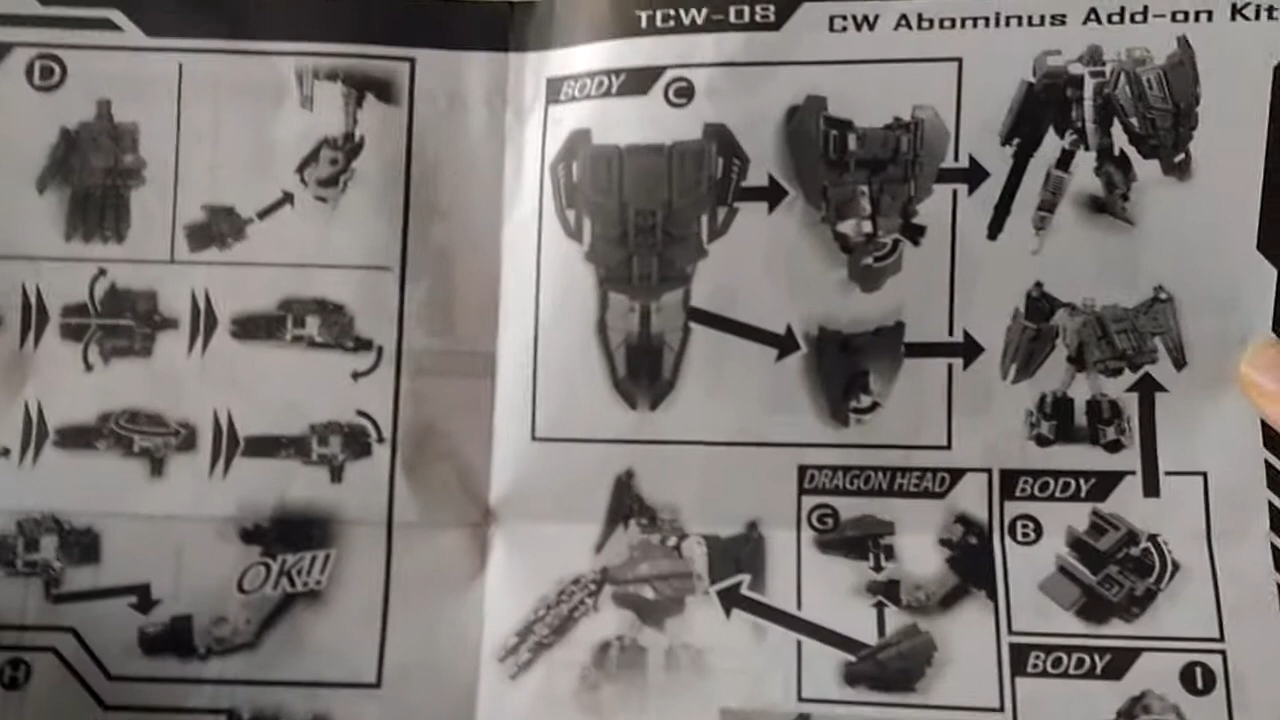 TCW-08
CW Abominus Add-on Kit
D
BODY
C
OK!!
H
DRAGON HEAD
G
BODY
B
BODY
I